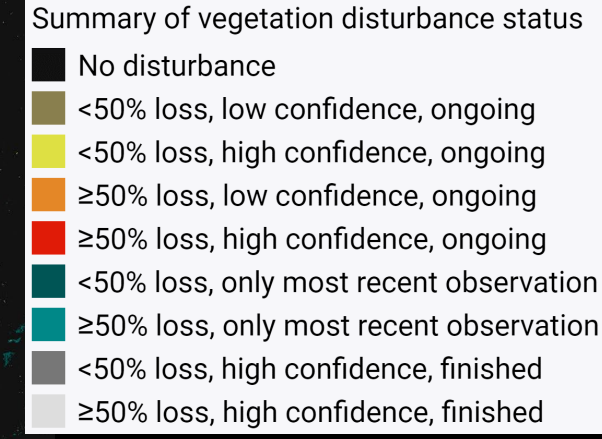 Summary of vegetation disturbance status
No disturbance
<50% loss, low confidence, ongoing
<50% loss, high confidence, ongoing
≥50% loss, low confidence, ongoing
≥50% loss, high confidence, ongoing
<50% loss, only most recent observation
≥50% loss, only most recent observation
<50% loss, high confidence, finished
≥50% loss, high confidence, finished